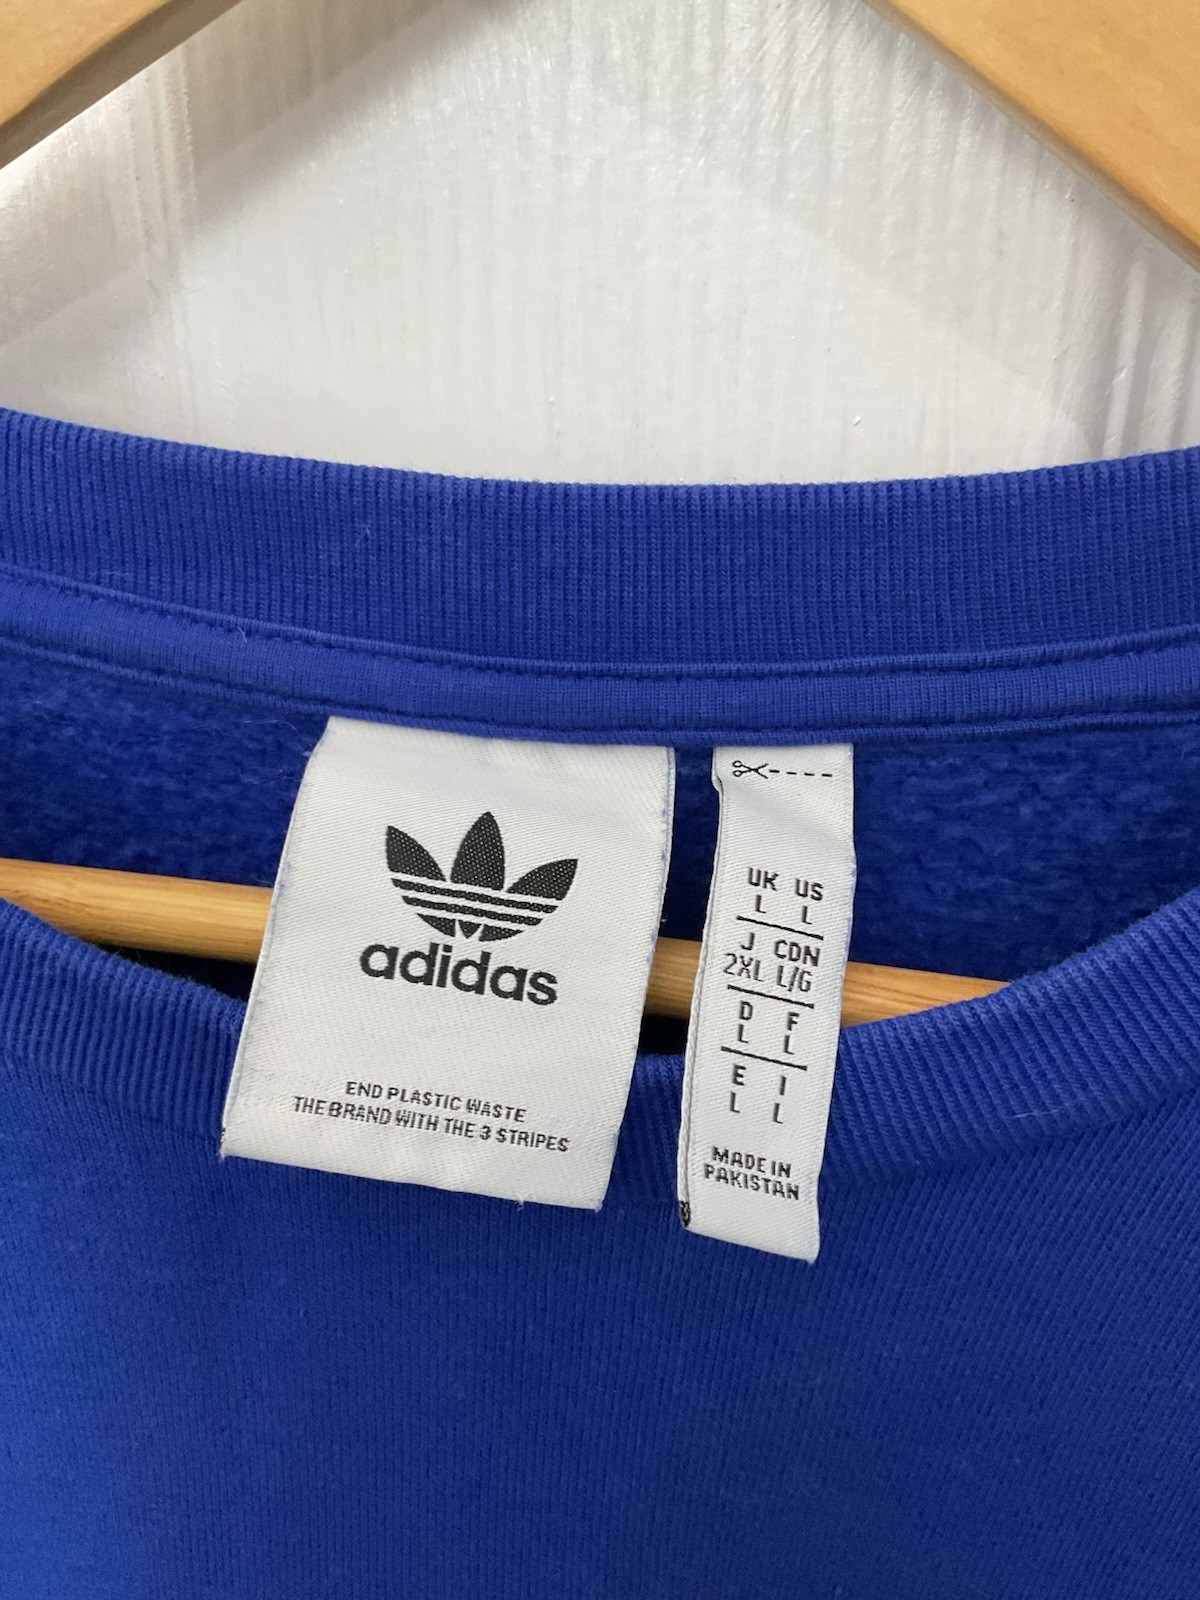 adidas
END PLASTIC WASTE
THE BRAND WITH THE 3 STRIPES
UK US
L L
J CDN
2XL L/G
D F
L L
E I
L L
MADE IN
PAKISTAN